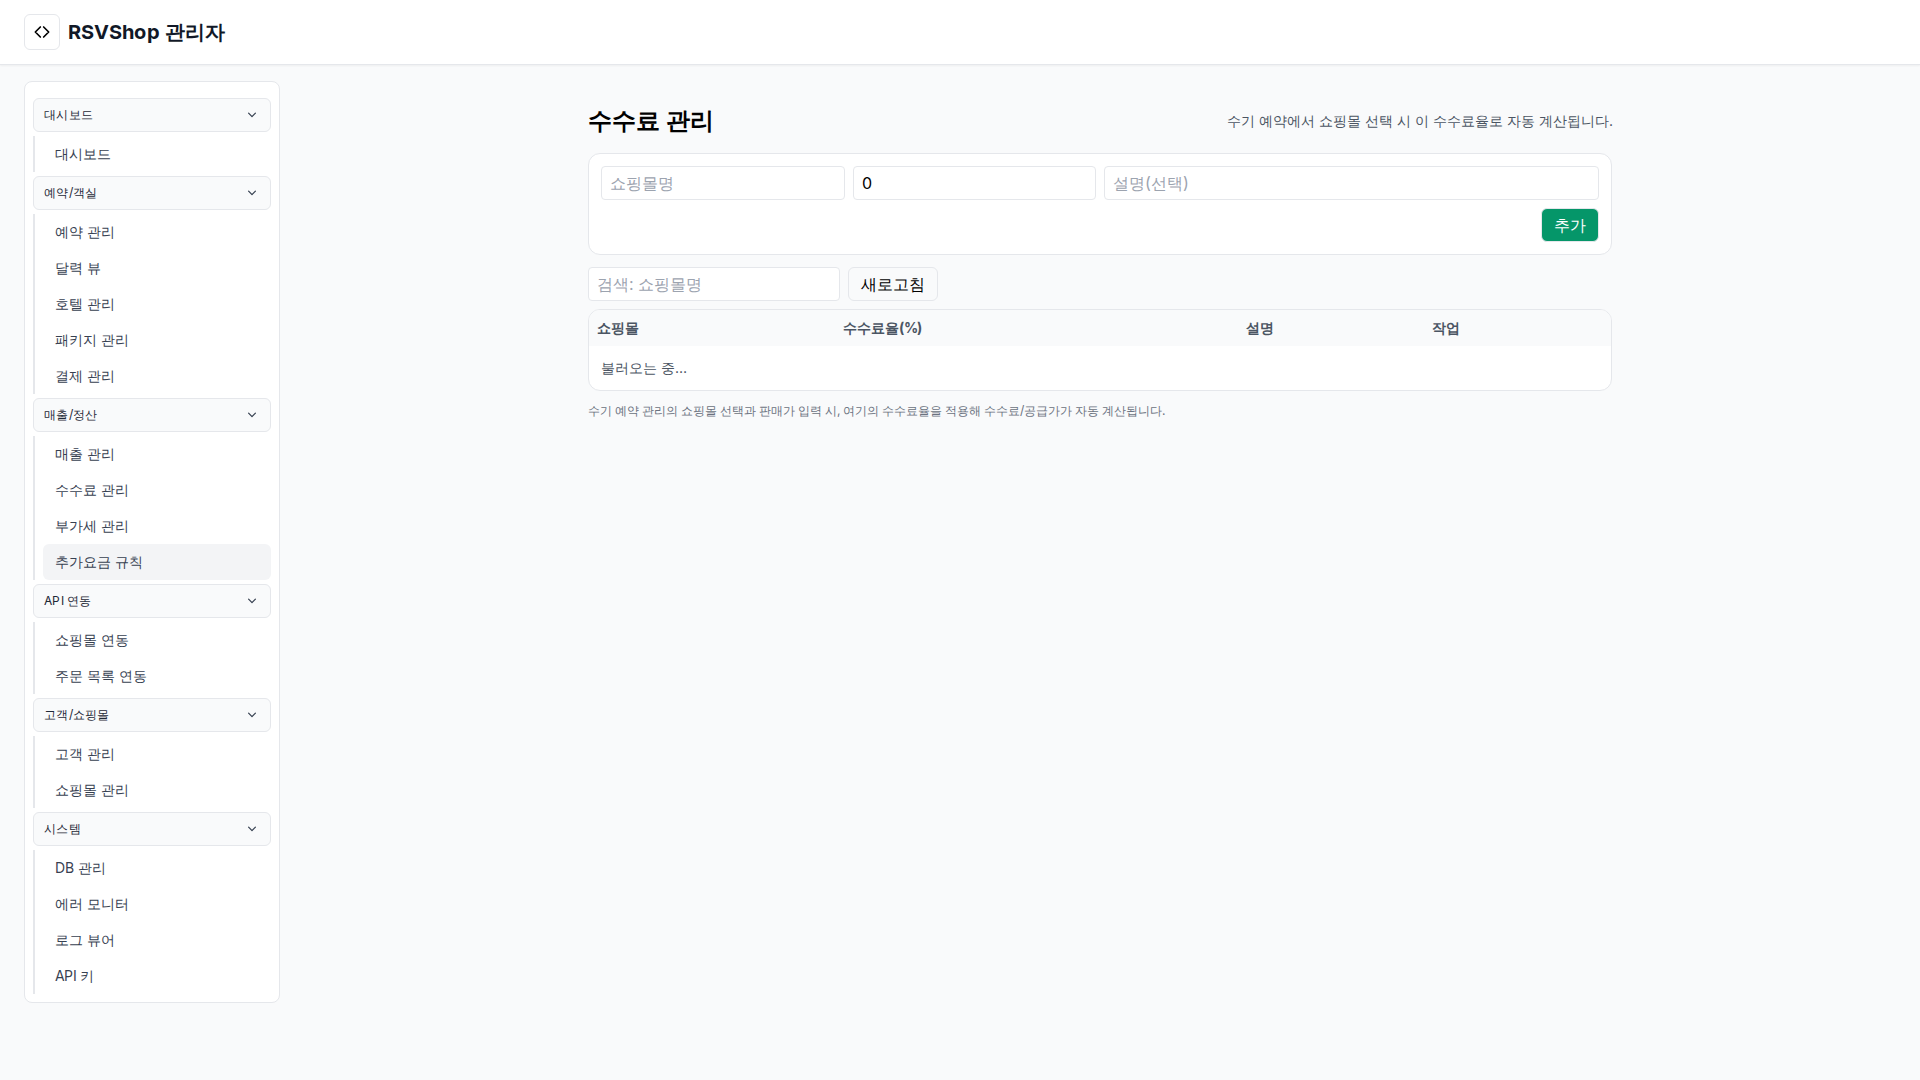 RSVShop 관리자
대시보드
대시보드
예약/객실
예약 관리
달력 뷰
호텔 관리
패키지 관리
결제 관리
매출/정산
매출 관리
수수료 관리
부가세 관리
추가요금 규칙
API 연동
쇼핑몰 연동
주문 목록 연동
고객/쇼핑몰
고객 관리
쇼핑몰 관리
시스템
DB 관리
에러 모니터
로그 뷰어
API 키
수수료 관리
수기 예약에서 쇼핑몰 선택 시 이 수수료율로 자동 계산됩니다.
쇼핑몰명 0 설명(선택)
추가
검색: 쇼핑몰명 새로고침
쇼핑몰 수수료율(%) 설명 작업
불러오는 중...
수기 예약 관리의 쇼핑몰 선택과 판매가 입력 시, 여기의 수수료율을 적용해 수수료/공급가가 자동 계산됩니다.